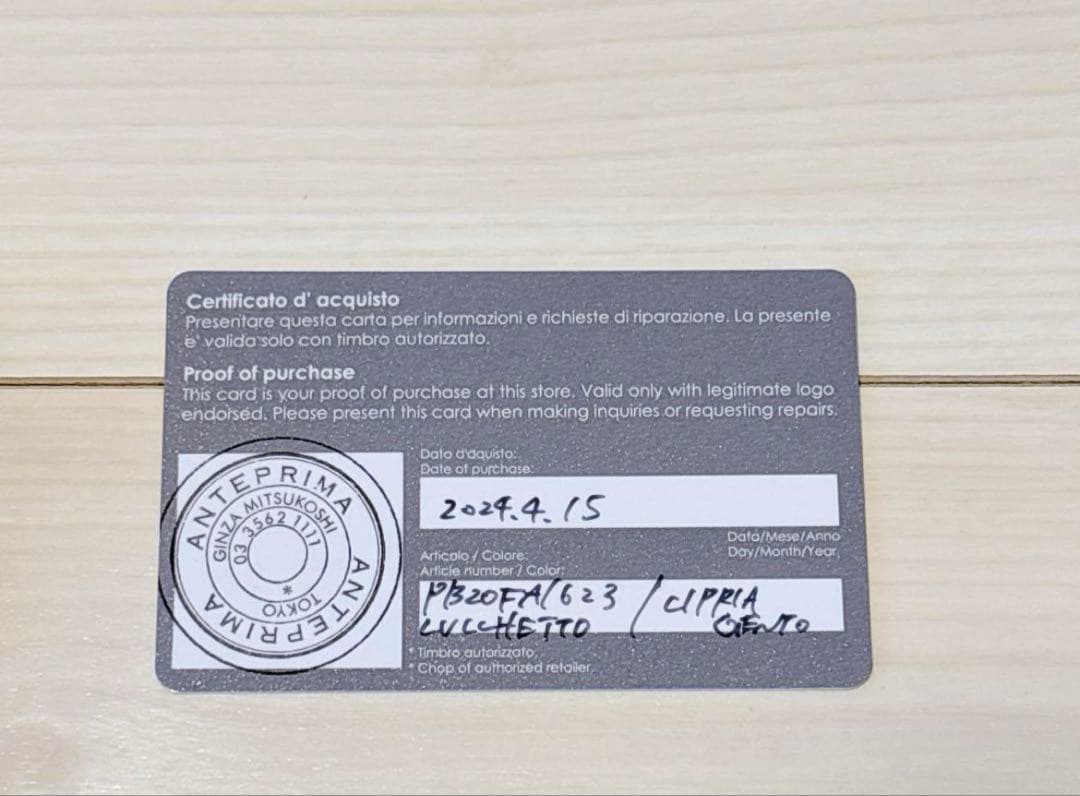 Certificato d' acquisto
Presentare questa carta per informazioni e richieste di riparazione. La presente
e' valida solo con timbro autorizzato.
Proof of purchase
This card is your proof of purchase at this store. Valid only with legitimate logo
endorsed. Please present this card when making inquiries or requesting repairs.
ANTEPRIMA
GINZA MITSUKOSHI
03 3562 1111
*
TOKYO
ANTEPRIMA
Data d'dquisto:
Date of purchase:
2024.4.15
Data/Mese/Anno
Day/Month/Year
Articolo / Colore:
Article number / Color:
/ CIPRIA
LUCCHETTO
* Timbro autorizzato,
* Chop of authorized retailer.